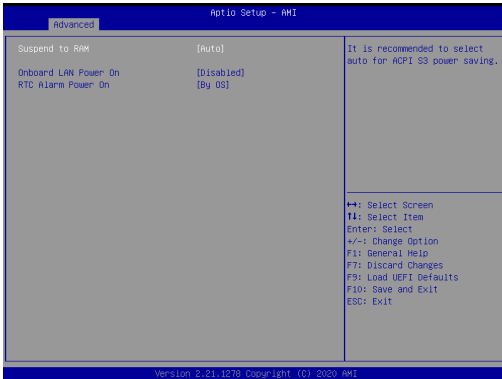 Aptio Setup – AMI
Advanced
Suspend to RAM [Auto]
Onboard LAN Power On [Disabled]
RTC Alarm Power On [By OS]
It is recommended to select
auto for ACPI S3 power saving.
↔: Select Screen
↑↓: Select Item
Enter: Select
+/-: Change Option
F1: General Help
F7: Discard Changes
F9: Load UEFI Defaults
F10: Save and Exit
ESC: Exit
Version 2.21.1278 Copyright (C) 2020 AMI